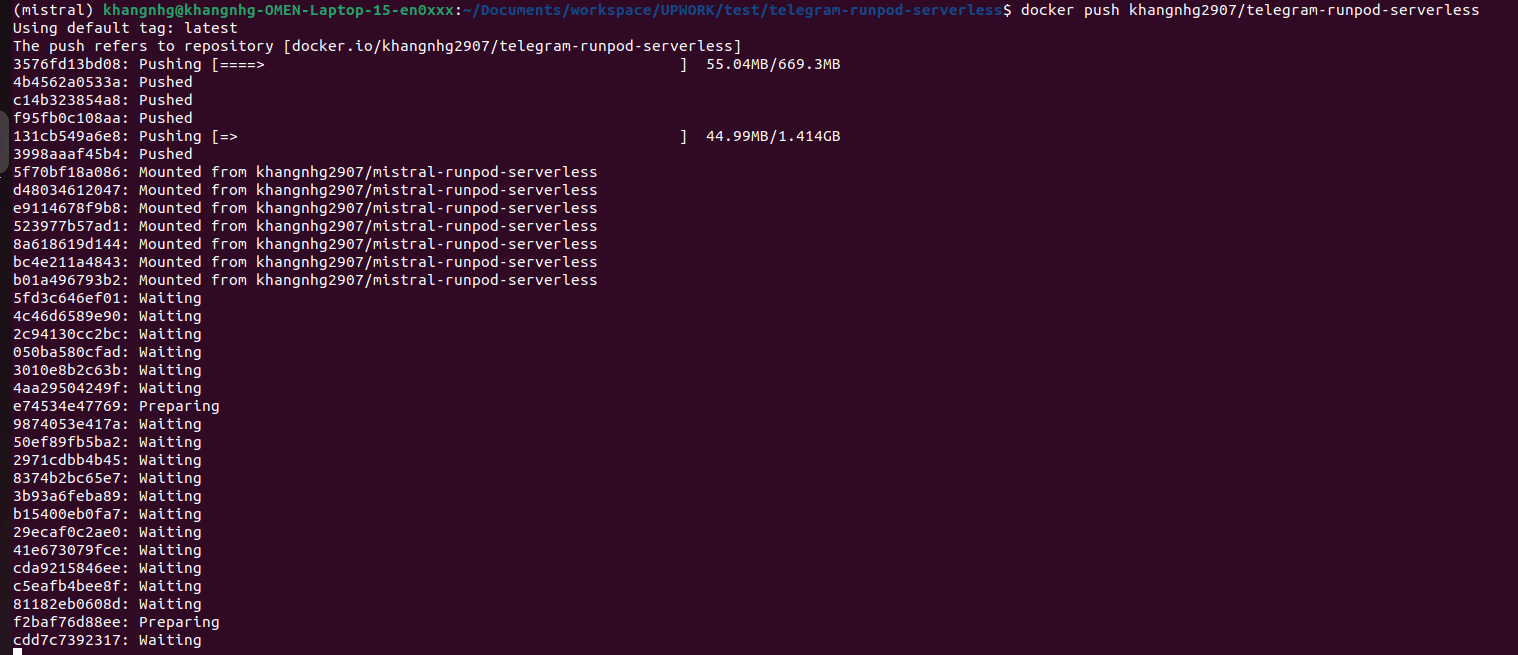 (mistral) khangnhg@khangnhg-OMEN-Laptop-15-en0xxx:~/Documents/workspace/UPWORK/test/telegram-runpod-serverless$ docker push khangnhg2907/telegram-runpod-serverless
Using default tag: latest
The push refers to repository [docker.io/khangnhg2907/telegram-runpod-serverless]
3576fd13bd08: Pushing [====>                                              ]  55.04MB/669.3MB
4b4562a0533a: Pushed
c14b323854a8: Pushed
f95fb0c108aa: Pushed
131cb549a6e8: Pushing [=>                                                 ]  44.99MB/1.414GB
3998aaaf45b4: Pushed
5f70bf18a086: Mounted from khangnhg2907/mistral-runpod-serverless
d48034612047: Mounted from khangnhg2907/mistral-runpod-serverless
e9114678f9b8: Mounted from khangnhg2907/mistral-runpod-serverless
523977b57ad1: Mounted from khangnhg2907/mistral-runpod-serverless
8a618619d144: Mounted from khangnhg2907/mistral-runpod-serverless
bc4e211a4843: Mounted from khangnhg2907/mistral-runpod-serverless
b01a496793b2: Mounted from khangnhg2907/mistral-runpod-serverless
5fd3c646ef01: Waiting
4c46d6589e90: Waiting
2c94130cc2bc: Waiting
050ba580cfad: Waiting
3010e8b2c63b: Waiting
4aa29504249f: Waiting
e74534e47769: Preparing
9874053e417a: Waiting
50ef89fb5ba2: Waiting
2971cdbb4b45: Waiting
8374b2bc65e7: Waiting
3b93a6feba89: Waiting
b15400eb0fa7: Waiting
29ecaf0c2ae0: Waiting
41e673079fce: Waiting
cda9215846ee: Waiting
c5eafb4bee8f: Waiting
81182eb0608d: Waiting
f2baf76d88ee: Preparing
cdd7c7392317: Waiting